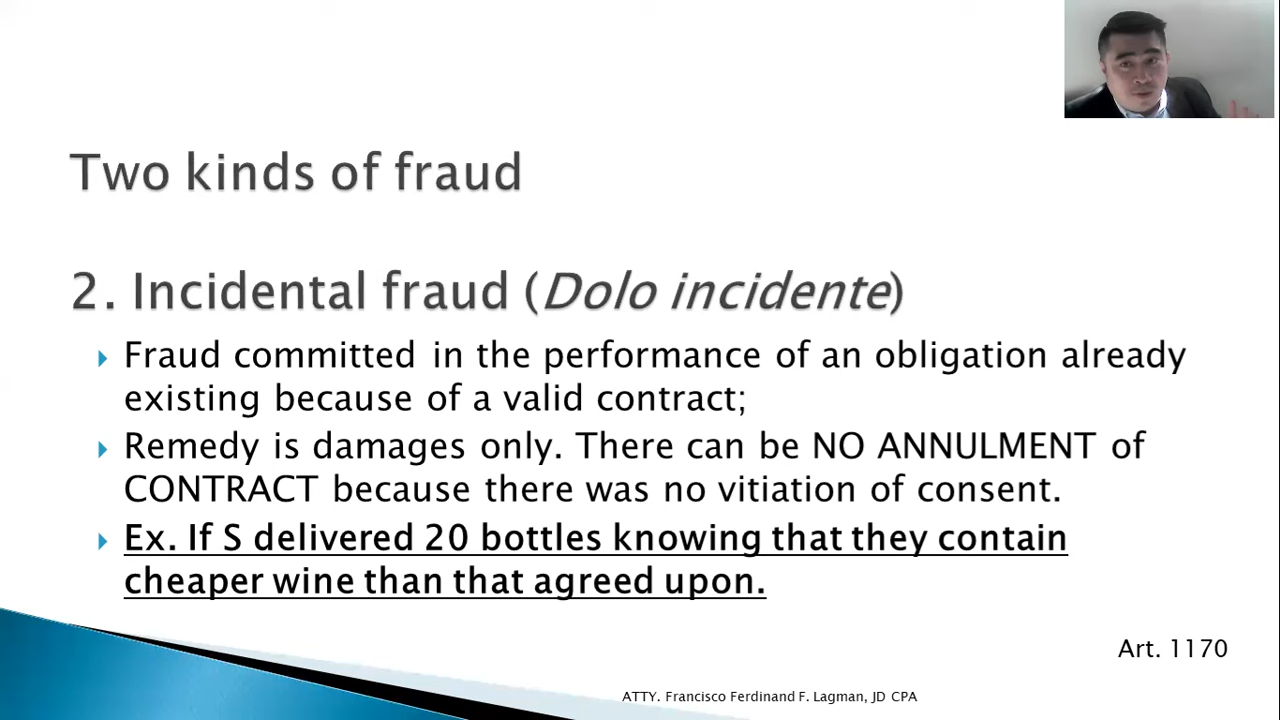 Two kinds of fraud
2. Incidental fraud (Dolo incidente)
Fraud committed in the performance of an obligation already
existing because of a valid contract;
Remedy is damages only. There can be NO ANNULMENT of
CONTRACT because there was no vitiation of consent.
Ex. If S delivered 20 bottles knowing that they contain
cheaper wine than that agreed upon.
Art. 1170
ATTY. Francisco Ferdinand F. Lagman, JD CPA